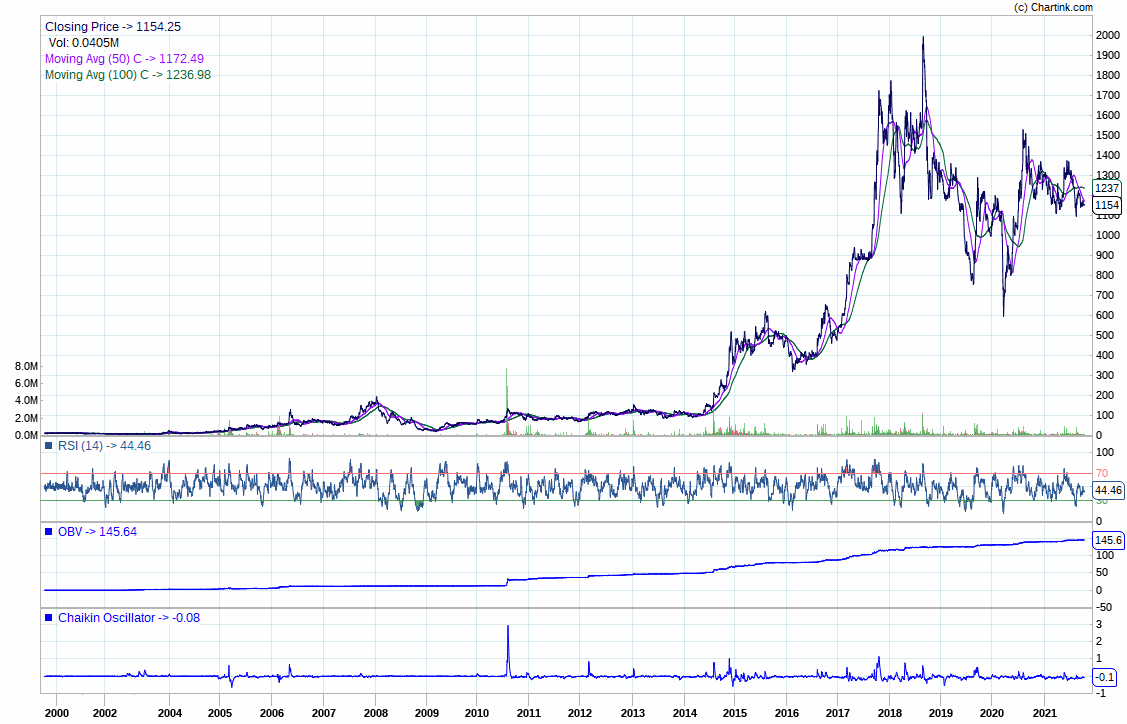 (c) Chartink.com
Closing Price -> 1154.25
Vol: 0.0405M
Moving Avg (50) C -> 1172.49
Moving Avg (100) C -> 1236.98
2000
1900
1800
1700
1600
1500
1400
1300
1237
1154
1100
1000
900
800
700
600
500
400
300
200
100
0
8.0M
6.0M
4.0M
2.0M
0.0M
RSI (14) -> 44.46
100
70
44.46
30
0
OBV -> 145.64
145.6
100
50
0
-50
Chaikin Oscillator -> -0.08
3
2
1
-0.1
-1
2000 2002 2004 2005 2006 2007 2008 2009 2010 2011 2012 2013 2014 2015 2016 2017 2018 2019 2020 2021